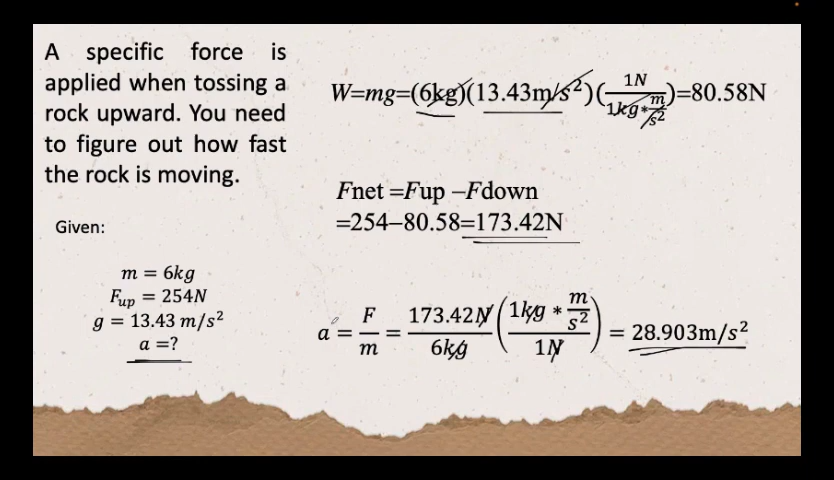 A specific force is
applied when tossing a
rock upward. You need
to figure out how fast
the rock is moving.
Given:
m = 6kg
F_up = 254N
g = 13.43 m/s²
a =?
W=mg=(6kg)(13.43m/s²)(1N/1kg*m/s²)=80.58N
Fnet =Fup –Fdown
=254–80.58=173.42N
a = F/m = 173.42N/6kg (1kg * m/s²/1N) = 28.903m/s²